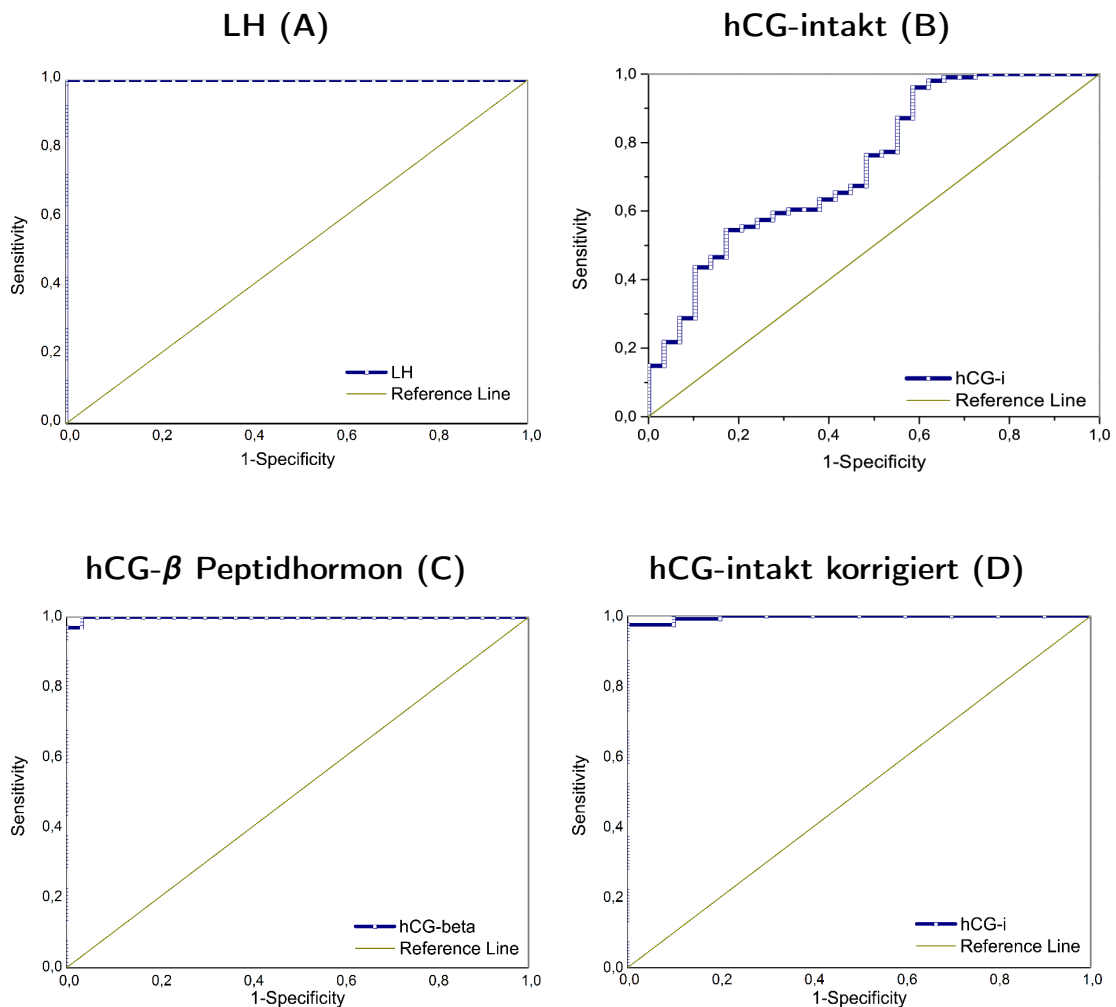 LH (A)
1,0
0,8
0,6
0,4
0,2
0,0
Sensitivity
LH
Reference Line
0,0 0,2 0,4 0,6 0,8 1,0
1-Specificity
hCG-intakt (B)
1,0
0,8
0,6
0,4
0,2
0,0
Sensitivity
hCG-i
Reference Line
0,0 0,2 0,4 0,6 0,8 1,0
1-Specificity
hCG-β Peptidhormon (C)
1,0
0,8
0,6
0,4
0,2
0,0
Sensitivity
hCG-beta
Reference Line
0,0 0,2 0,4 0,6 0,8 1,0
1-Specificity
hCG-intakt korrigiert (D)
1,0
0,8
0,6
0,4
0,2
0,0
Sensitivity
hCG-i
Reference Line
0,0 0,2 0,4 0,6 0,8 1,0
1-Specificity